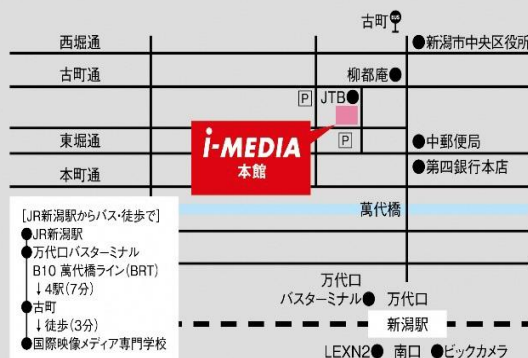 古町 BUS
西堀通
新潟市中央区役所
古町通
柳都庵
P JTB
東堀通
P
中郵便局
i-MEDIA
本館
本町通
第四銀行本店
萬代橋
[JR新潟駅からバス・徒歩で]
JR新潟駅
万代口バスターミナル
B10 萬代橋ライン(BRT)
↓4駅(7分)
古町
↓徒歩(3分)
国際映像メディア専門学校
万代口
バスターミナル 万代口
新潟駅
LEXN2 南口 ビックカメラ